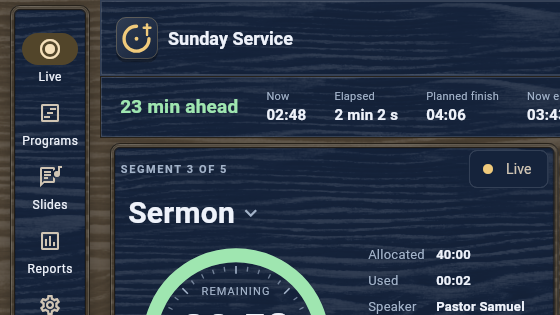 Sunday Service
Live
Programs
Slides
Reports
23 min ahead
Now
02:48
Elapsed
2 min 2 s
Planned finish
04:06
SEGMENT 3 OF 5
Live
Sermon
REMAINING
Allocated 40:00
Used 00:02
Speaker Pastor Samuel